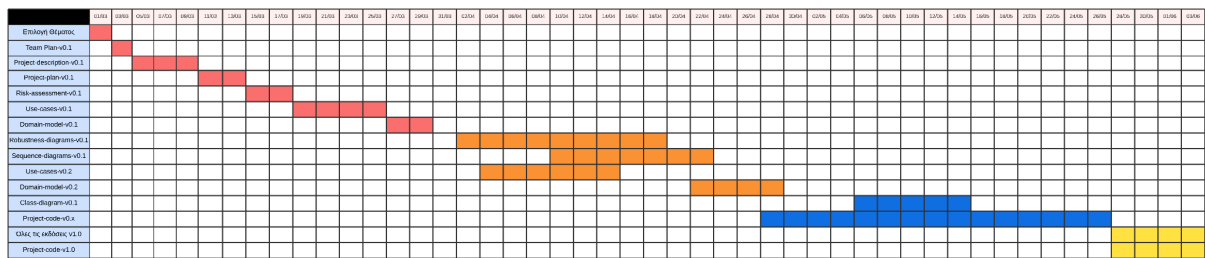 01/03 03/03 05/03 07/03 09/03 11/03 13/03 15/03 17/03 19/03 21/03 23/03 25/03 27/03 29/03 31/03 02/04 04/04 06/04 08/04 10/04 12/04 14/04 16/04 18/04 20/04 22/04 24/04 26/04 28/04 30/04 02/05 04/05 06/05 08/05 10/05 12/05 14/05 16/05 18/05 20/05 22/05 24/05 26/05 28/05 30/05 01/06 03/06
Επιλογή Θέματος
Team Plan-v0.1
Project-description-v0.1
Project-plan-v0.1
Risk-assessment-v0.1
Use-cases-v0.1
Domain-model-v0.1
Robustness-diagrams-v0.1
Sequence-diagrams-v0.1
Use-cases-v0.2
Domain-model-v0.2
Class-diagram-v0.1
Project-code-v0.x
Όλες τις εκδόσεις v1.0
Project-code-v1.0